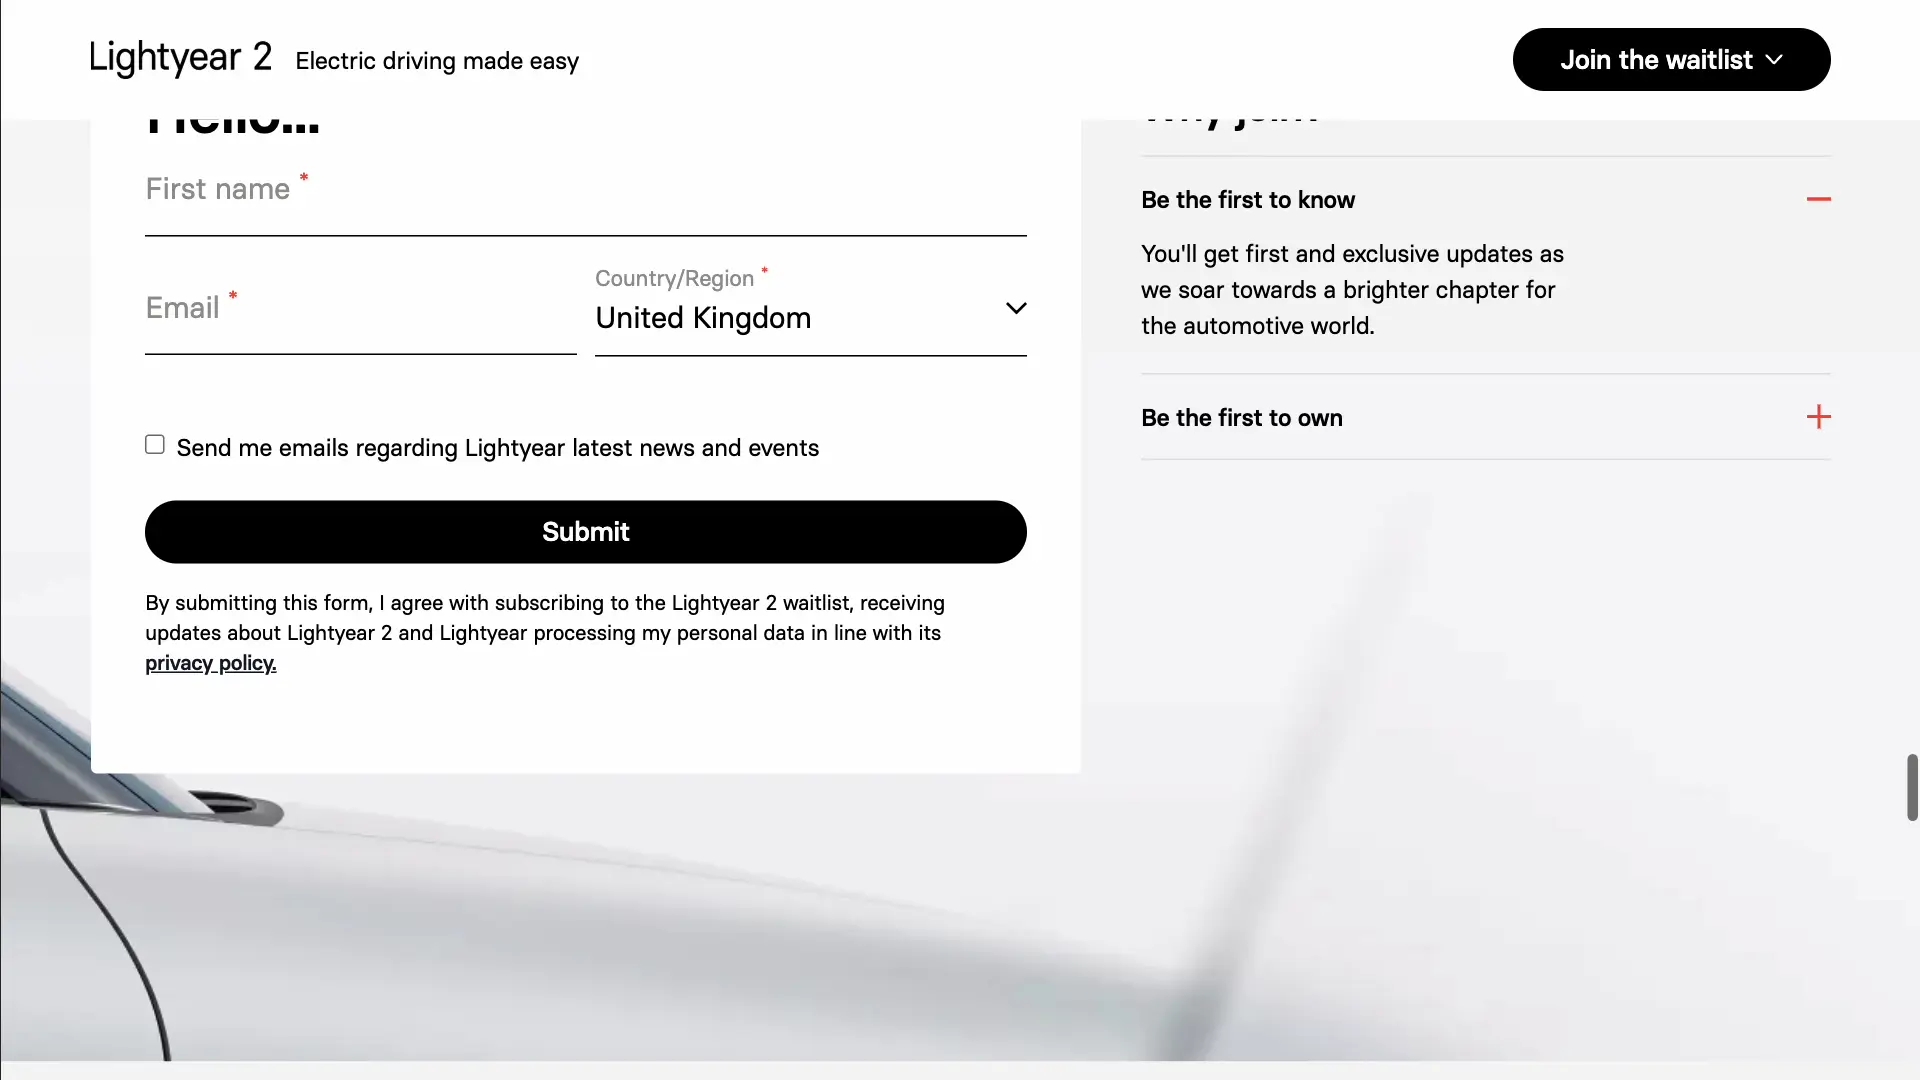 Lightyear 2 Electric driving made easy
Join the waitlist
Hello...
First name *
Email *
Country/Region *
United Kingdom
Send me emails regarding Lightyear latest news and events
Submit
By submitting this form, I agree with subscribing to the Lightyear 2 waitlist, receiving
updates about Lightyear 2 and Lightyear processing my personal data in line with its
privacy policy.
Why join?
Be the first to know
You'll get first and exclusive updates as
we soar towards a brighter chapter for
the automotive world.
Be the first to own